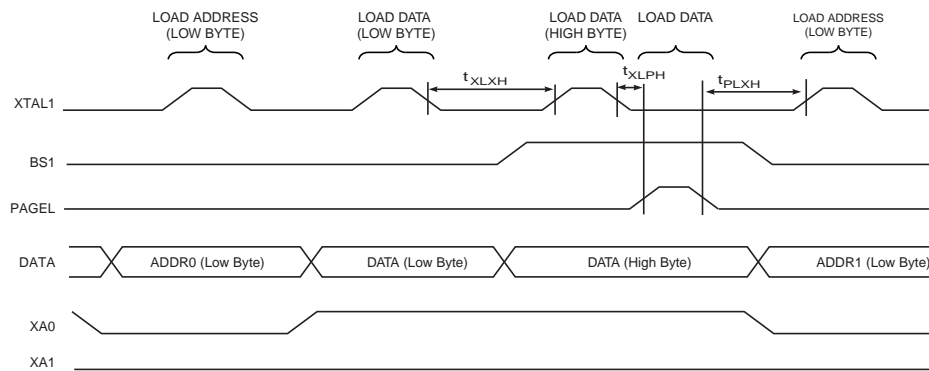 LOAD ADDRESS
(LOW BYTE)
LOAD DATA
(LOW BYTE)
LOAD DATA
(HIGH BYTE)
LOAD DATA
LOAD ADDRESS
(LOW BYTE)
tXLXH
tXLPH
tPLXH
XTAL1
BS1
PAGEL
DATA
ADDR0 (Low Byte)
DATA (Low Byte)
DATA (High Byte)
ADDR1 (Low Byte)
XA0
XA1